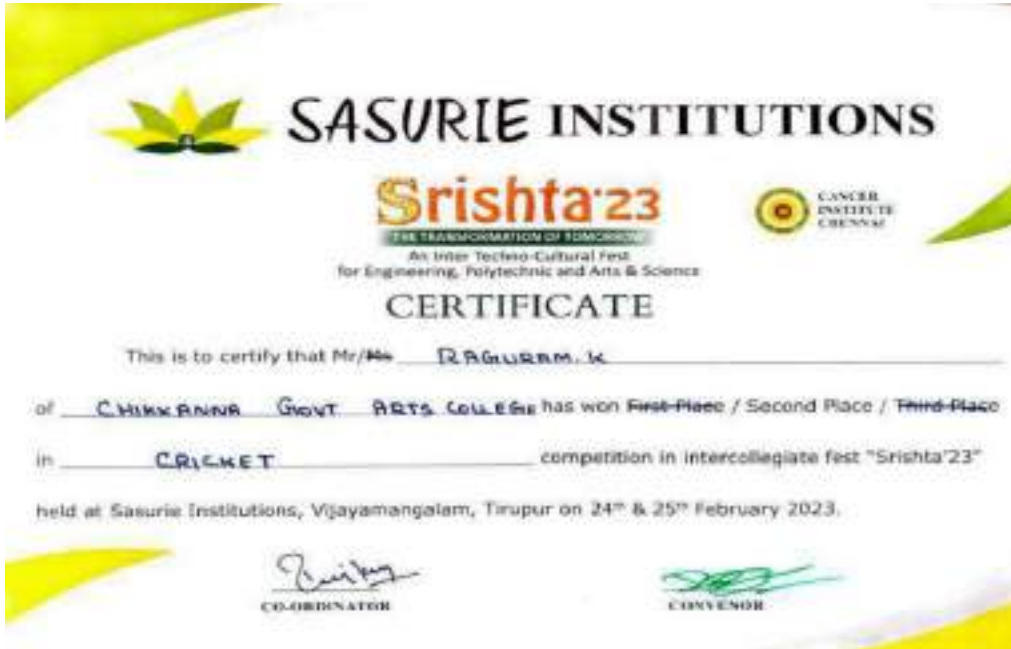 SASURIE INSTITUTIONS
Srishta'23
THE TRANSFORMATION OF TOMORROW
CANCER
INSTITUTE
CHENNAI
An Inter Techno-Cultural Fest
for Engineering, Polytechnic and Arts & Science
CERTIFICATE
This is to certify that Mr/Ms RAGURAM. K
of CHIKKANNA GOVT ARTS COLLEGE has won First Place / Second Place / Third Place
in CRICKET competition in intercollegiate fest "Srishta'23"
held at Sasurie Institutions, Vijayamangalam, Tirupur on 24th & 25th February 2023.
CO-ORDINATOR
CONVENOR